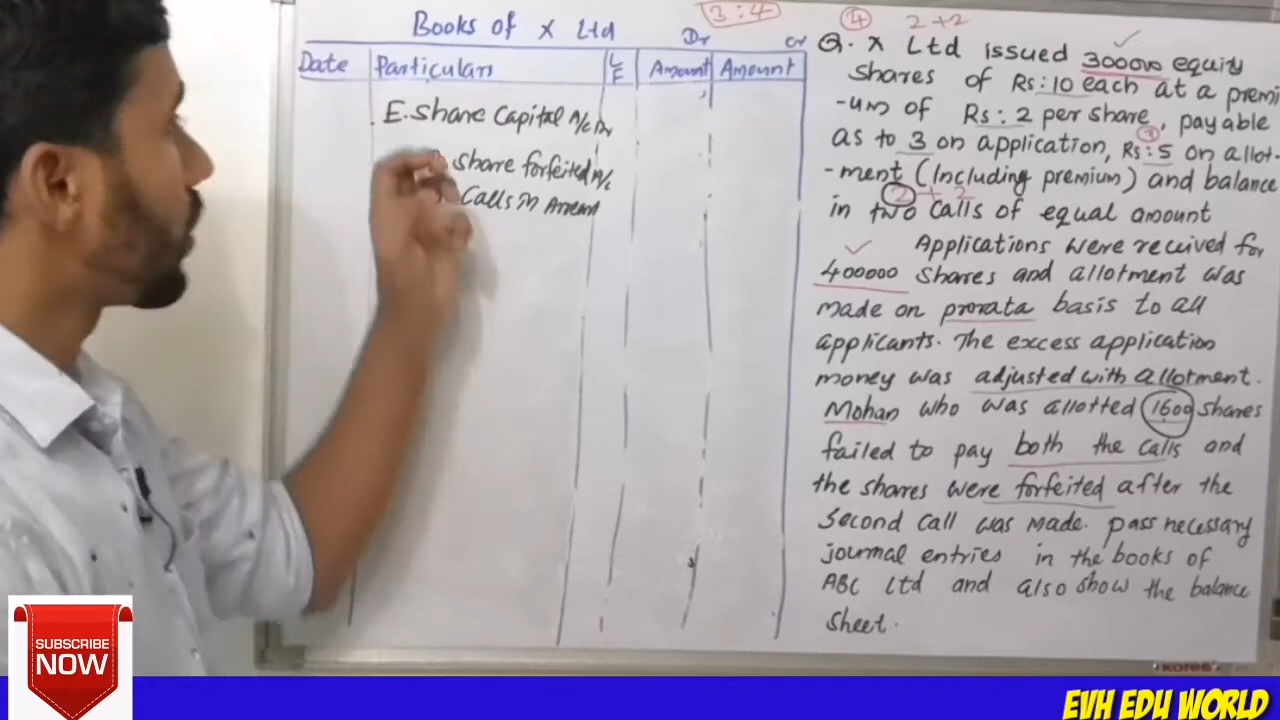 Books of X Ltd
Dr
Cr
Date Particulars L F Amount Amount
E. Share Capital A/c Dr
share forfeited A/c
Calls in Arrear
3:4
4 2+2
Q. X Ltd issued 300000 equity
shares of Rs: 10 each at a premi
-um of Rs: 2 per share, payable
3
as to 3 on application, Rs: 5 on allot-
-ment (Including premium) and balance
2 + 2
in two calls of equal amount
Applications were received for
400000 shares and allotment was
made on prorata basis to all
applicants. The excess application
money was adjusted with allotment.
Mohan who was allotted 1600 shares
failed to pay both the calls and
the shares were forfeited after the
second call was made. pass necessary
journal entries in the books of
ABC Ltd and also show the balance
sheet.
kores
SUBSCRIBE
NOW
EVH EDU WORLD